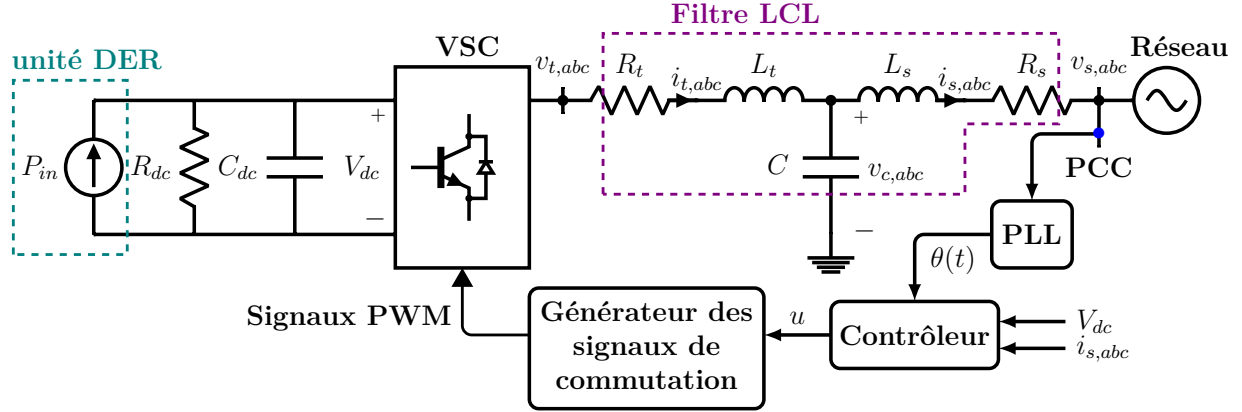 Filtre LCL
unité DER
VSC
Réseau
v_{t,abc}
R_t
i_{t,abc}
L_t
L_s
i_{s,abc}
R_s
v_{s,abc}
+
+
P_{in}
R_{dc}
C_{dc}
V_{dc}
C
v_{c,abc}
PCC
−
−
PLL
θ(t)
Signaux PWM
Générateur des
signaux de
commutation
u
Contrôleur
V_{dc}
i_{s,abc}